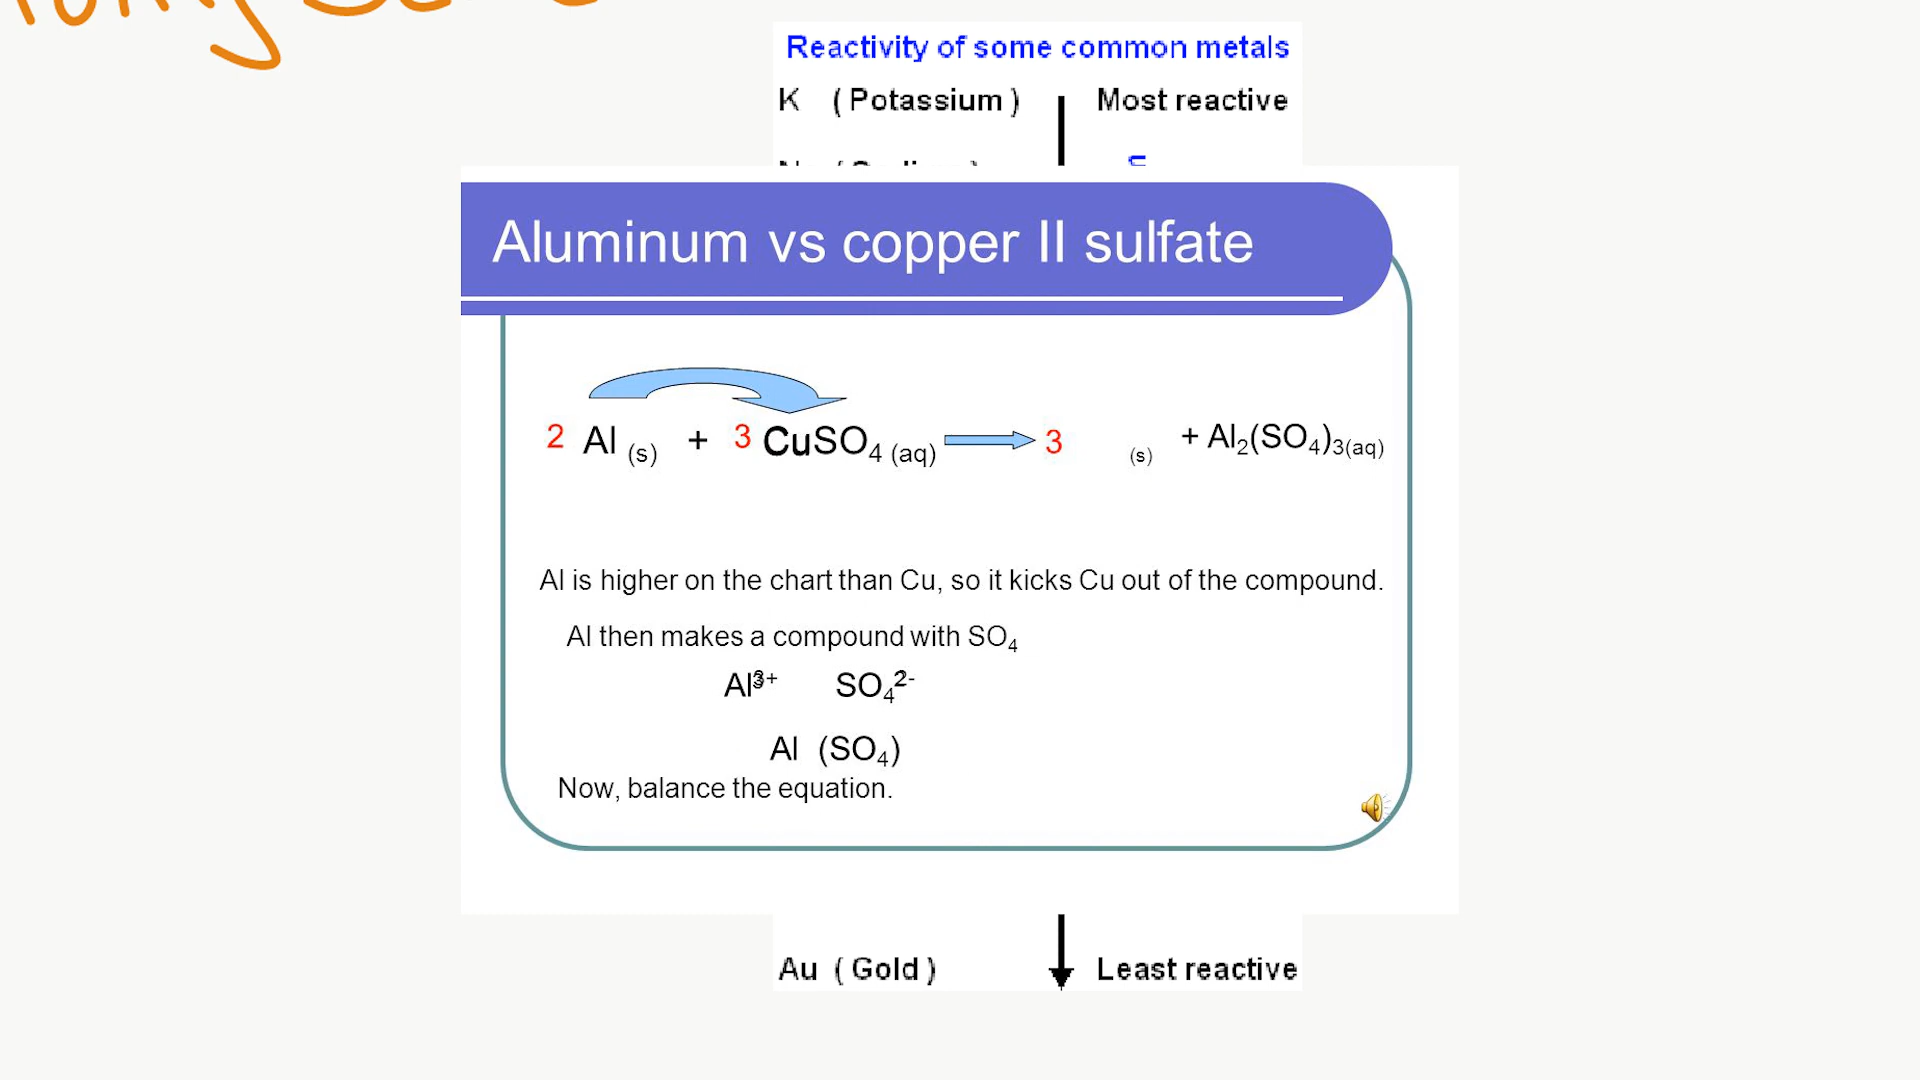 Reactivity of some common metals
K ( Potassium ) Most reactive
Aluminum vs copper II sulfate
2 Al (s) + 3 CuSO4 (aq) 3 (s) + Al2(SO4)3(aq)
Al is higher on the chart than Cu, so it kicks Cu out of the compound.
Al then makes a compound with SO4
Al3+ SO42-
Al (SO4)
Now, balance the equation.
Au ( Gold ) Least reactive